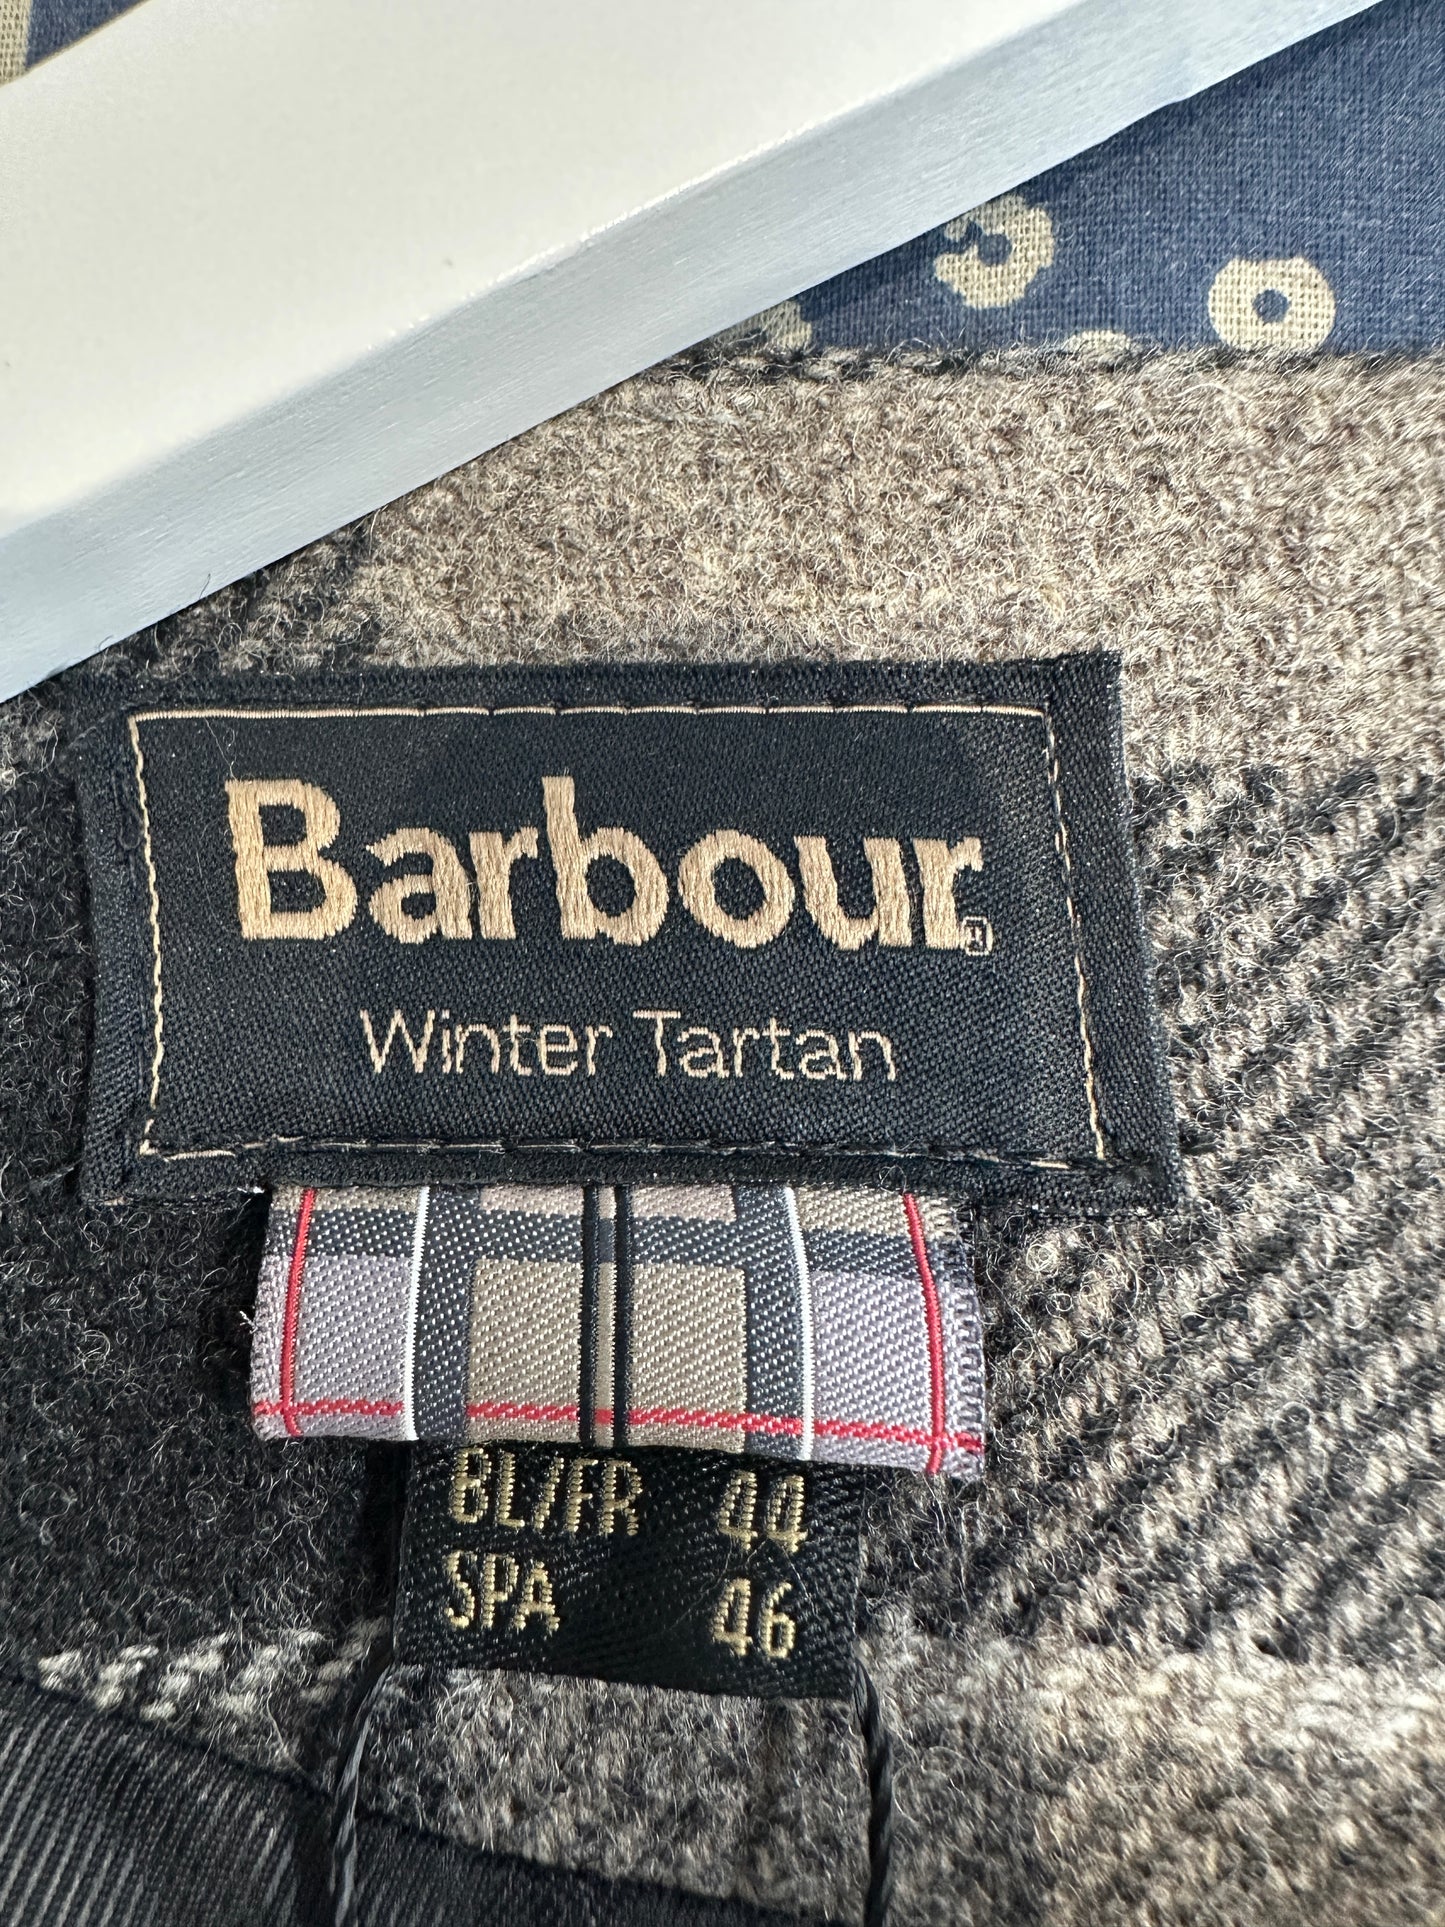 Barbour®
Winter Tartan
BL/FR 44
SPA 46